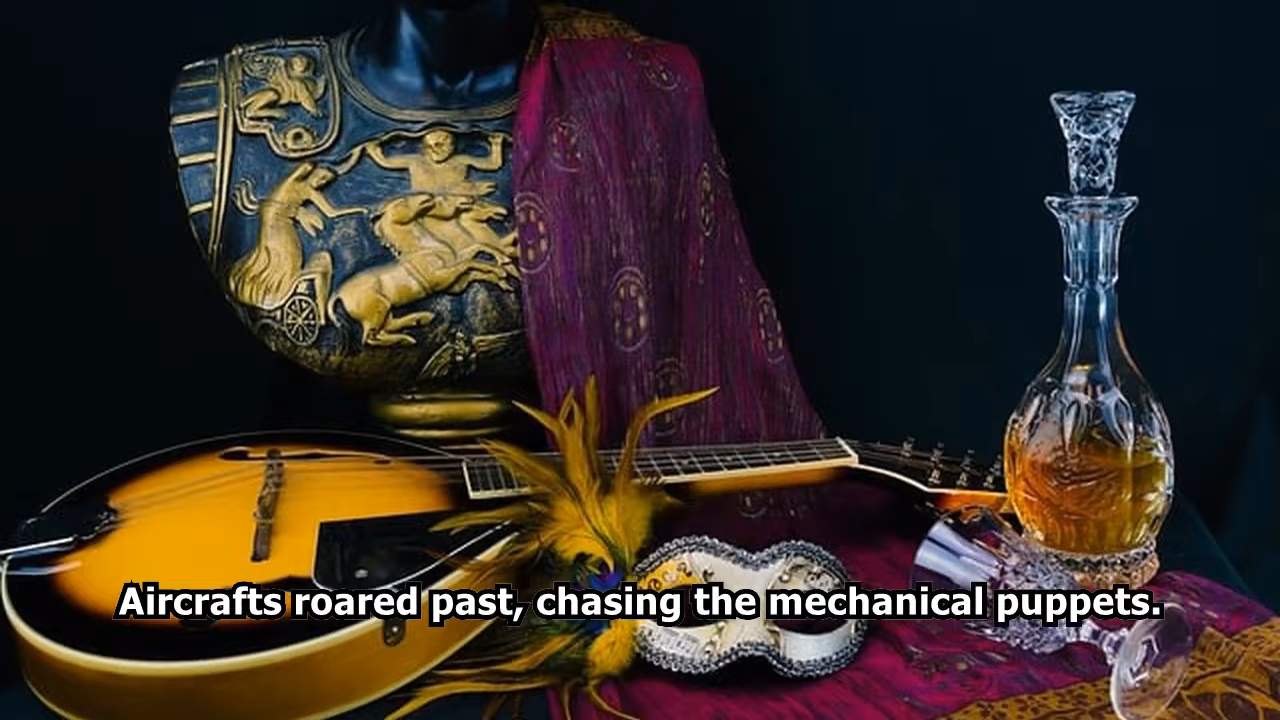 Aircrafts roared past, chasing the mechanical puppets.